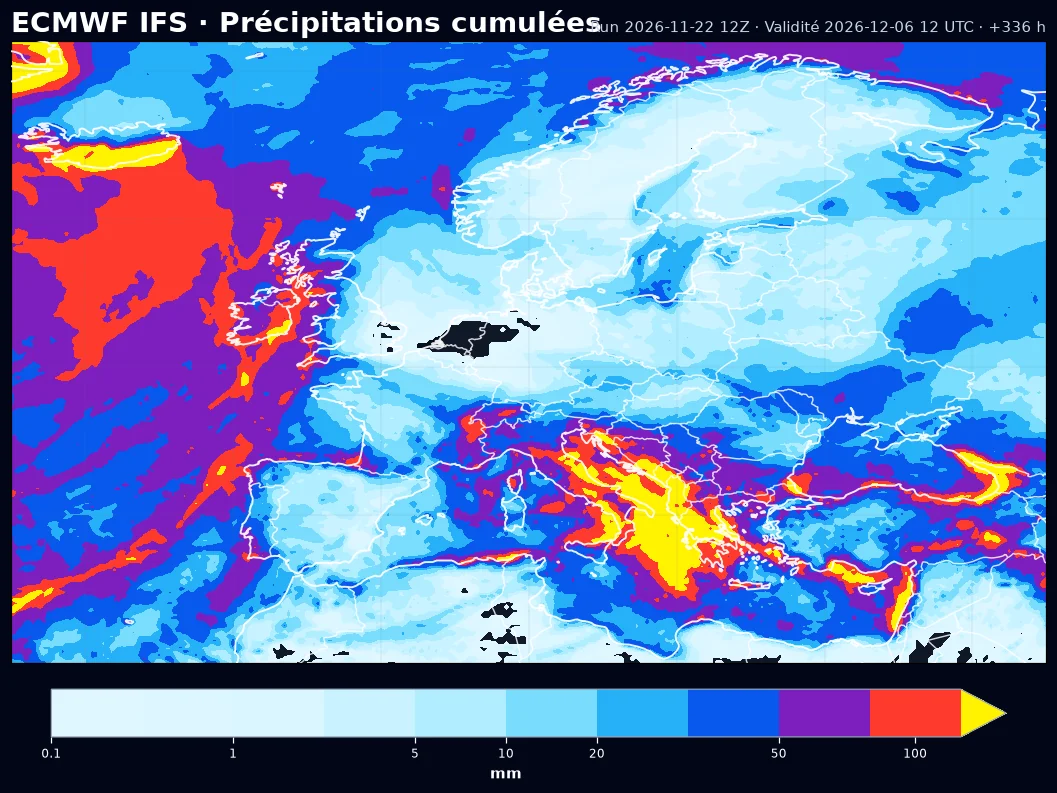 ECMWF IFS · Précipitations cumulées
Run 2026-11-22 12Z · Validité 2026-12-06 12 UTC · +336 h
0.1 1 5 10 20 50 100
mm